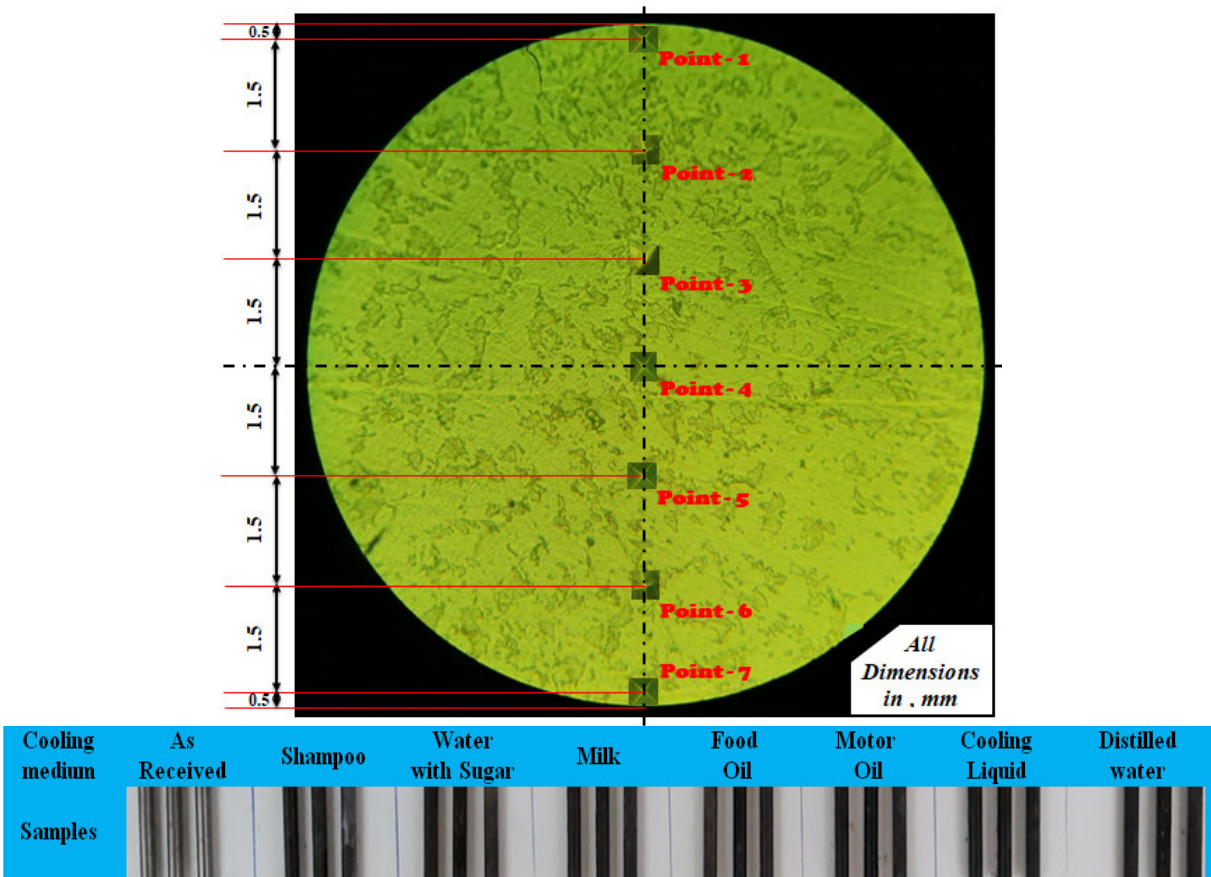 0.5
Point - 1
1.5
Point - 2
1.5
Point - 3
1.5
Point - 4
1.5
Point - 5
1.5
Point - 6
1.5
Point - 7
0.5
All
Dimensions
in , mm
Cooling medium
As Received
Shampoo
Water with Sugar
Milk
Food Oil
Motor Oil
Cooling Liquid
Distilled water
Samples